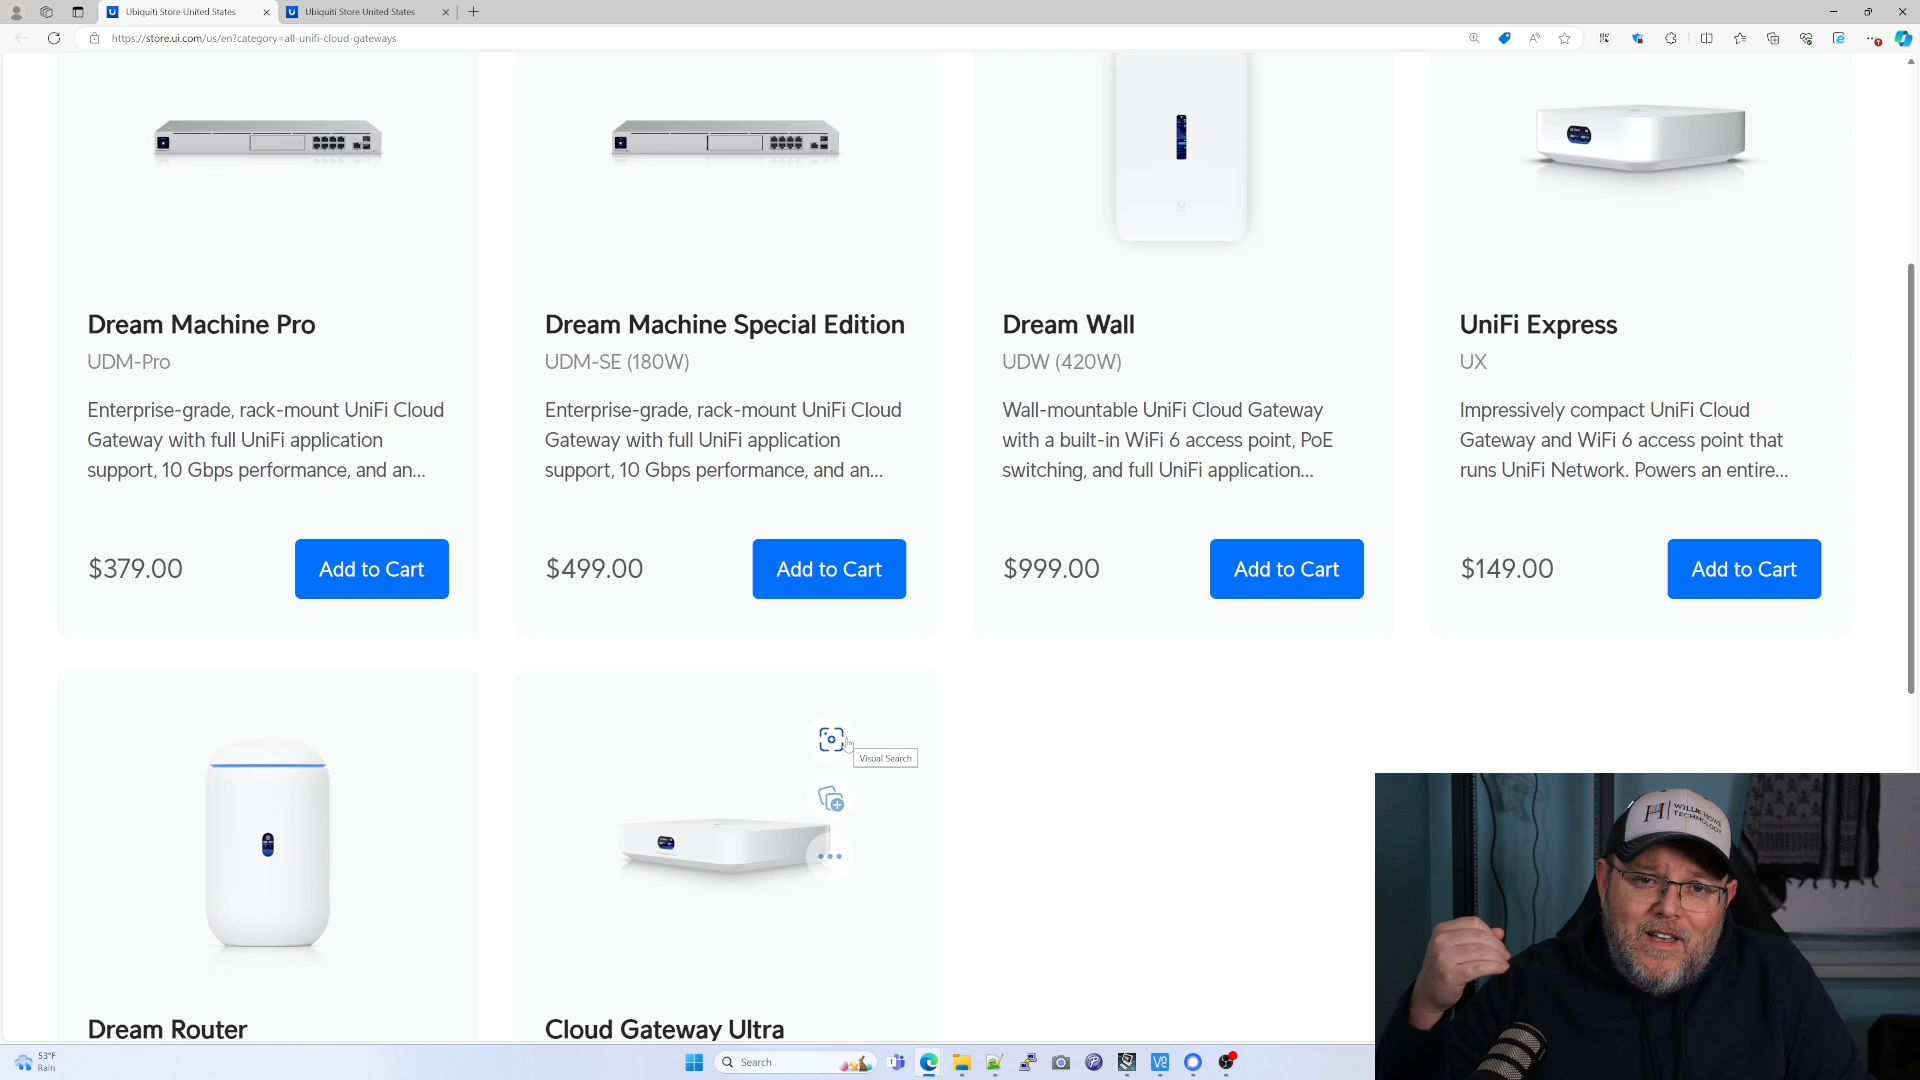 Ubiquiti Store United States
Ubiquiti Store United States
https://store.ui.com/us/en?category=all-unifi-cloud-gateways
Dream Machine Pro
UDM-Pro
Enterprise-grade, rack-mount UniFi Cloud
Gateway with full UniFi application
support, 10 Gbps performance, and an...
$379.00
Add to Cart
Dream Machine Special Edition
UDM-SE (180W)
Enterprise-grade, rack-mount UniFi Cloud
Gateway with full UniFi application
support, 10 Gbps performance, and an...
$499.00
Add to Cart
Dream Wall
UDW (420W)
Wall-mountable UniFi Cloud Gateway
with a built-in WiFi 6 access point, PoE
switching, and full UniFi application...
$999.00
Add to Cart
UniFi Express
UX
Impressively compact UniFi Cloud
Gateway and WiFi 6 access point that
runs UniFi Network. Powers an entire...
$149.00
Add to Cart
Visual Search
Dream Router
Cloud Gateway Ultra
H WILLIE HOWE
TECHNOLOGY
53°F
Rain
Search